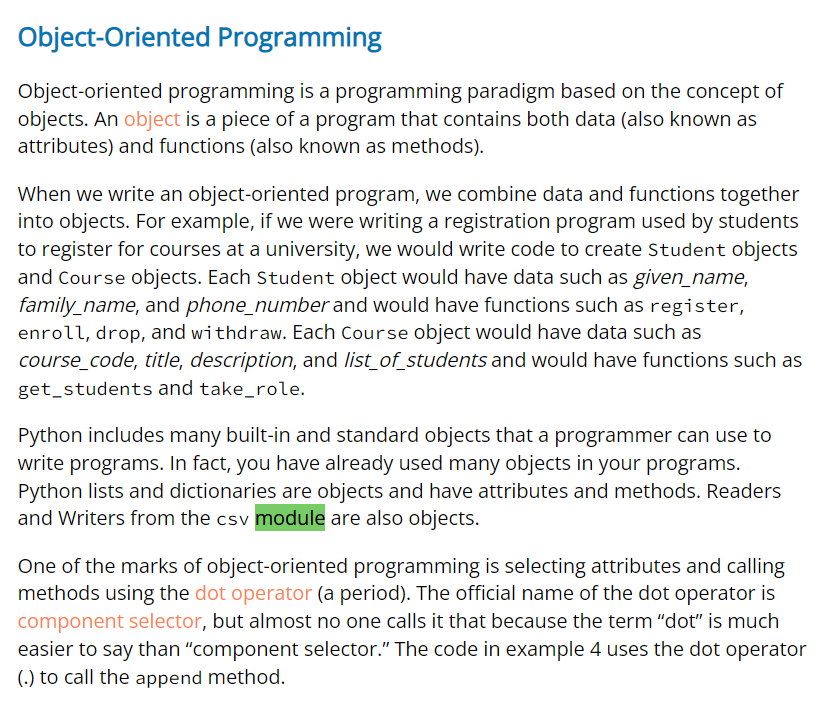 Object-Oriented Programming
Object-oriented programming is a programming paradigm based on the concept of
objects. An object is a piece of a program that contains both data (also known as
attributes) and functions (also known as methods).
When we write an object-oriented program, we combine data and functions together
into objects. For example, if we were writing a registration program used by students
to register for courses at a university, we would write code to create Student objects
and Course objects. Each Student object would have data such as given_name,
family_name, and phone_number and would have functions such as register,
enroll, drop, and withdraw. Each Course object would have data such as
course_code, title, description, and list_of_students and would have functions such as
get_students and take_role.
Python includes many built-in and standard objects that a programmer can use to
write programs. In fact, you have already used many objects in your programs.
Python lists and dictionaries are objects and have attributes and methods. Readers
and Writers from the csv module are also objects.
One of the marks of object-oriented programming is selecting attributes and calling
methods using the dot operator (a period). The official name of the dot operator is
component selector, but almost no one calls it that because the term “dot” is much
easier to say than “component selector.” The code in example 4 uses the dot operator
(.) to call the append method.